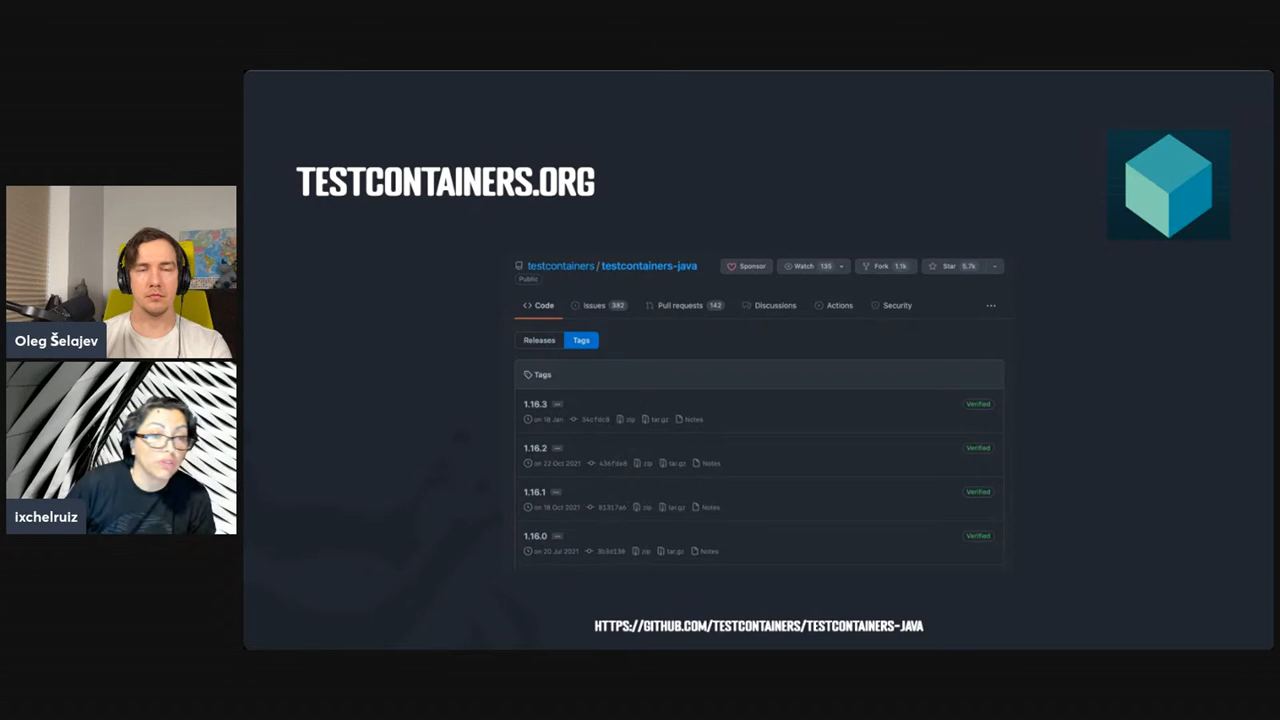 TESTCONTAINERS.ORG
testcontainers / testcontainers-java
Sponsor Watch 135 Fork 1.1k Star 5.7k
Public
Code Issues 382 Pull requests 142 Discussions Actions Security
Releases Tags
Tags
1.16.3 Verified
on 18 Jan 34cfdc8 zip tar.gz Notes
1.16.2 Verified
on 22 Oct 2021 zip tar.gz Notes
1.16.1 Verified
on 18 Oct 2021 zip tar.gz Notes
1.16.0 Verified
on 20 Jul 2021 zip tar.gz Notes
HTTPS://GITHUB.COM/TESTCONTAINERS/TESTCONTAINERS-JAVA
Oleg Šelajev
ixchelruiz